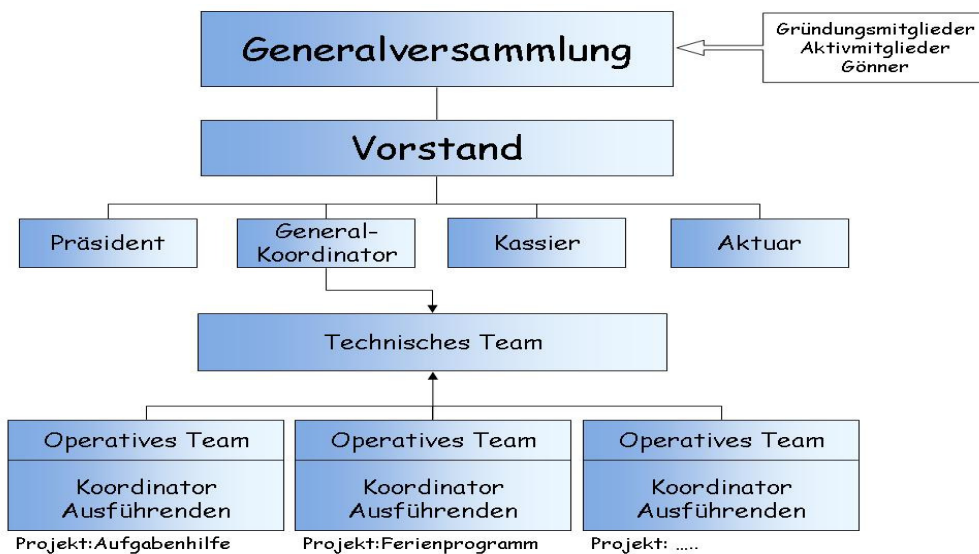 Generalversammlung
Gründungsmitglieder
Aktivmitglieder
Gönner
Vorstand
Präsident
General-
Koordinator
Kassier
Aktuar
Technisches Team
Operatives Team
Koordinator
Ausführenden
Projekt:Aufgabenhilfe
Operatives Team
Koordinator
Ausführenden
Projekt:Ferienprogramm
Operatives Team
Koordinator
Ausführenden
Projekt: .....